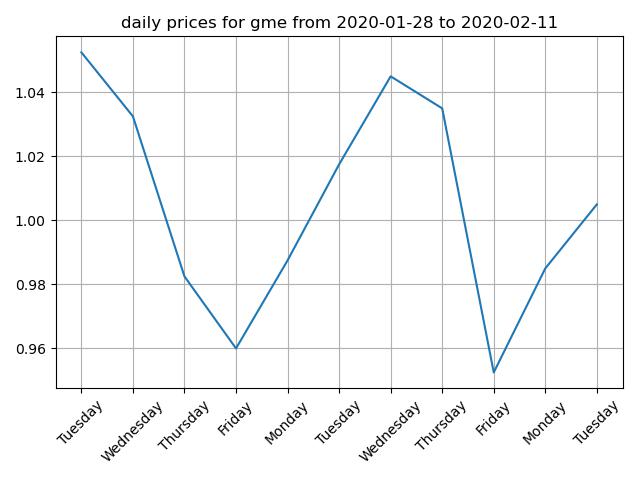 daily prices for gme from 2020-01-28 to 2020-02-11
1.04
1.02
1.00
0.98
0.96
Tuesday
Wednesday
Thursday
Friday
Monday
Tuesday
Wednesday
Thursday
Friday
Monday
Tuesday